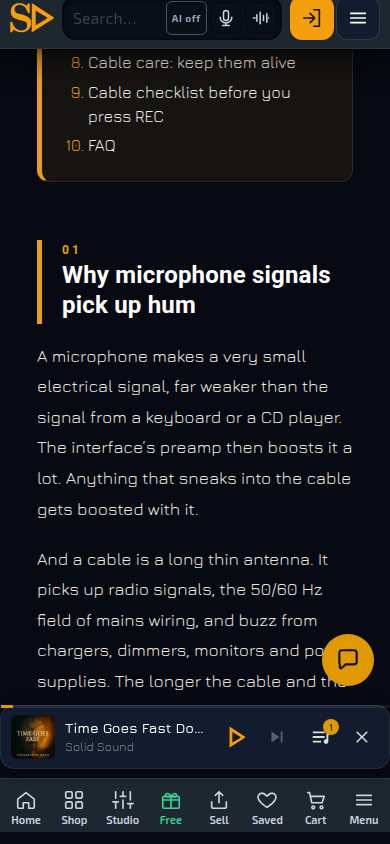 SD
Search...
AI off
8. Cable care: keep them alive
9. Cable checklist before you
press REC
10. FAQ
01
Why microphone signals
pick up hum
A microphone makes a very small
electrical signal, far weaker than the
signal from a keyboard or a CD player.
The interface's preamp then boosts it a
lot. Anything that sneaks into the cable
gets boosted with it.
And a cable is a long thin antenna. It
picks up radio signals, the 50/60 Hz
field of mains wiring, and buzz from
chargers, dimmers, monitors and
supplies. The longer the cable and
TIME GOES
FAST
Time Goes Fast Do...
Solid Sound
1
Home
Shop
Studio
Free
Sell
Saved
Cart
Menu